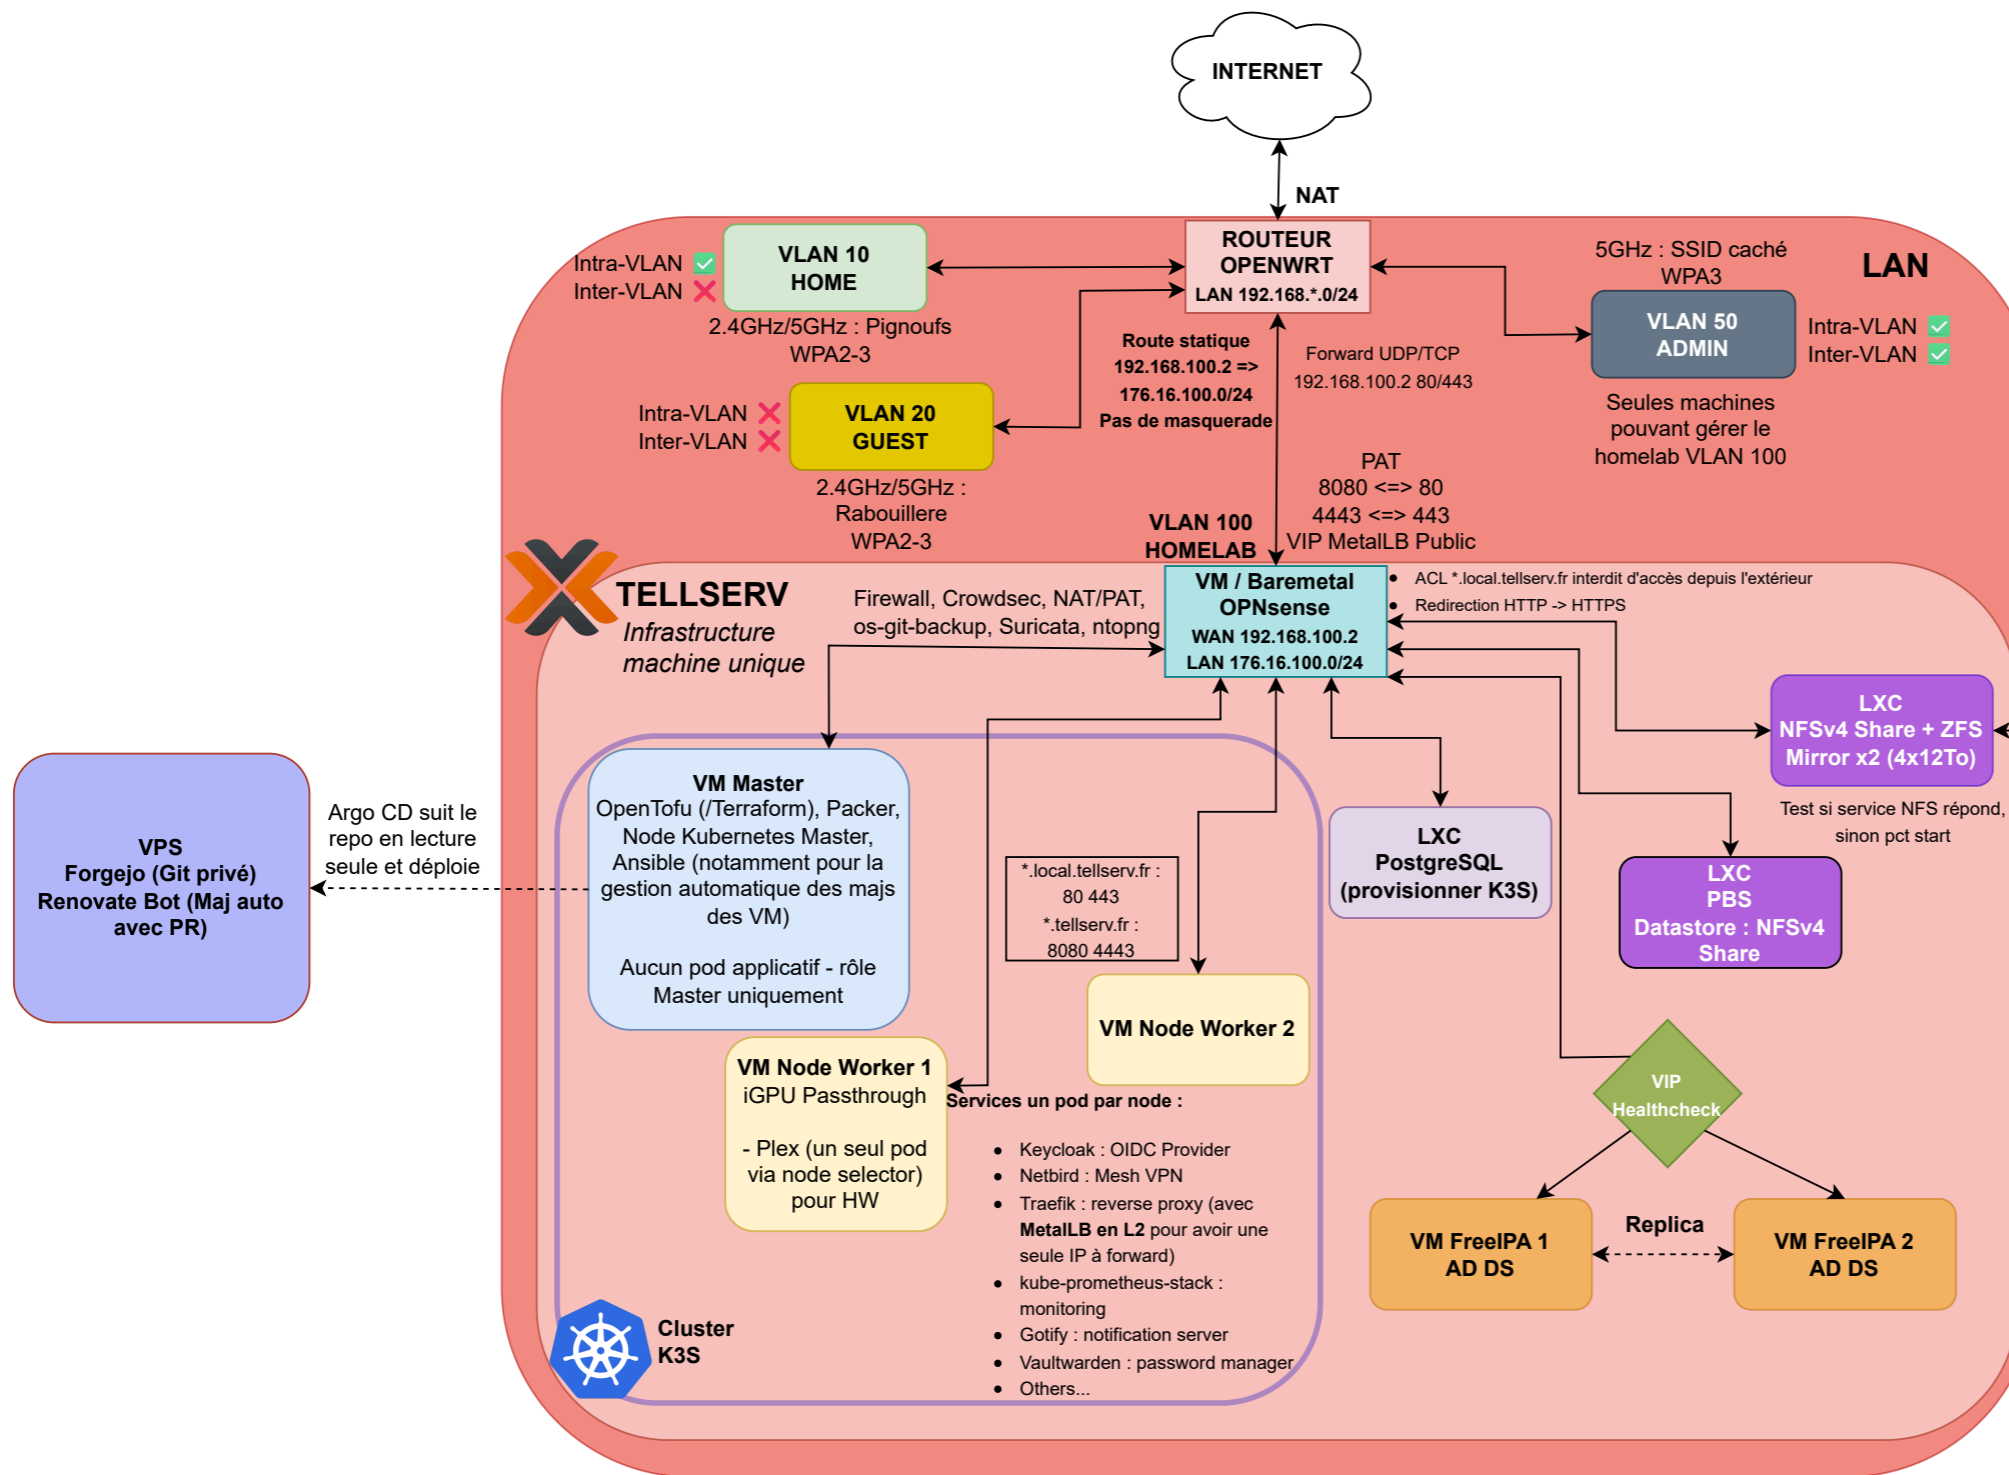 INTERNET
NAT
ROUTEUR
OPENWRT
LAN 192.168.*.0/24
LAN
Intra-VLAN ✅
Inter-VLAN ❌
VLAN 10
HOME
2.4GHz/5GHz : Pignoufs
WPA2-3
Intra-VLAN ❌
Inter-VLAN ❌
VLAN 20
GUEST
2.4GHz/5GHz :
Rabouillere
WPA2-3
5GHz : SSID caché
WPA3
VLAN 50
ADMIN
Intra-VLAN ✅
Inter-VLAN ✅
Seules machines
pouvant gérer le
homelab VLAN 100
Route statique
192.168.100.2 =>
176.16.100.0/24
Pas de masquerade
Forward UDP/TCP
192.168.100.2 80/443
PAT
8080 <=> 80
4443 <=> 443
VIP MetalLB Public
VLAN 100
HOMELAB
TELLSERV
Infrastructure
machine unique
Firewall, Crowdsec, NAT/PAT,
os-git-backup, Suricata, ntopng
VM / Baremetal
OPNsense
WAN 192.168.100.2
LAN 176.16.100.0/24
• ACL *.local.tellserv.fr interdit d'accès depuis l'extérieur
• Redirection HTTP -> HTTPS
LXC
NFSv4 Share + ZFS
Mirror x2 (4x12To)
Test si service NFS répond,
sinon pct start
LXC
PBS
Datastore : NFSv4
Share
LXC
PostgreSQL
(provisionner K3S)
VPS
Forgejo (Git privé)
Renovate Bot (Maj auto
avec PR)
Argo CD suit le
repo en lecture
seule et déploie
VM Master
OpenTofu (/Terraform), Packer,
Node Kubernetes Master,
Ansible (notamment pour la
gestion automatique des majs
des VM)
Aucun pod applicatif - rôle
Master uniquement
*.local.tellserv.fr :
80 443
*.tellserv.fr :
8080 4443
VM Node Worker 2
VM Node Worker 1
iGPU Passthrough
- Plex (un seul pod
via node selector)
pour HW
Services un pod par node :
• Keycloak : OIDC Provider
• Netbird : Mesh VPN
• Traefik : reverse proxy (avec
MetalLB en L2 pour avoir une
seule IP à forward)
• kube-prometheus-stack :
monitoring
• Gotify : notification server
• Vaultwarden : password manager
• Others...
Cluster
K3S
VIP
Healthcheck
VM FreeIPA 1
AD DS
Replica
VM FreeIPA 2
AD DS